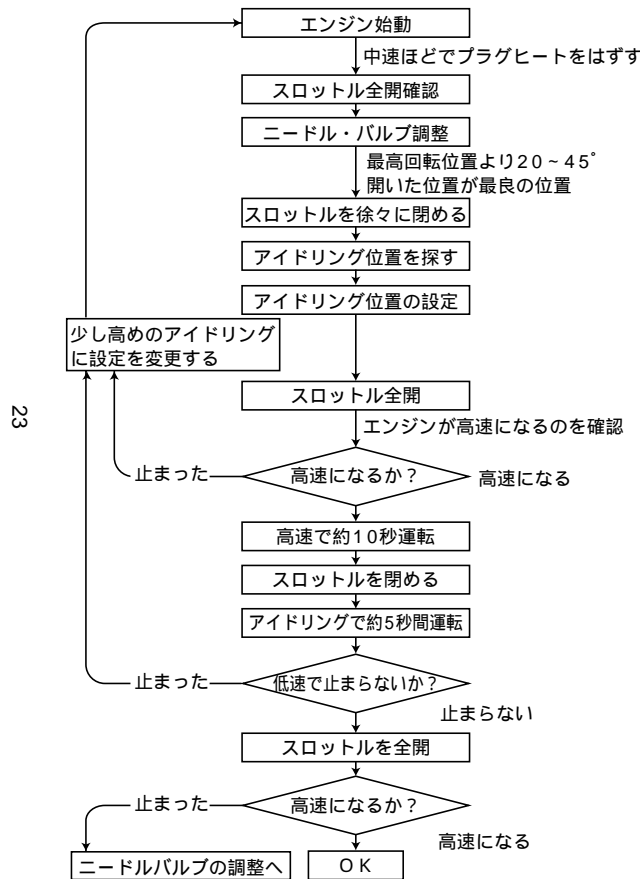 エンジン始動
中速ほどでプラグヒートをはずす
スロットル全開確認
ニードル・バルブ調整
最高回転位置より20~45°
開いた位置が最良の位置
スロットルを徐々に閉める
アイドリング位置を探す
アイドリング位置の設定
少し高めのアイドリング
に設定を変更する
スロットル全開
エンジンが高速になるのを確認
止まった
高速になるか?
高速になる
高速で約10秒運転
スロットルを閉める
アイドリングで約5秒間運転
止まった
低速で止まらないか?
止まらない
スロットルを全開
止まった
高速になるか?
高速になる
ニードルバルブの調整へ
OK
23